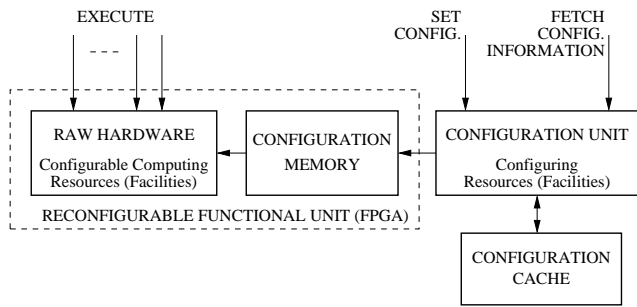 EXECUTE
SET
CONFIG.
FETCH
CONFIG.
INFORMATION
RAW HARDWARE
Configurable Computing
Resources (Facilities)
CONFIGURATION
MEMORY
CONFIGURATION UNIT
Configuring
Resources (Facilities)
RECONFIGURABLE FUNCTIONAL UNIT (FPGA)
CONFIGURATION
CACHE